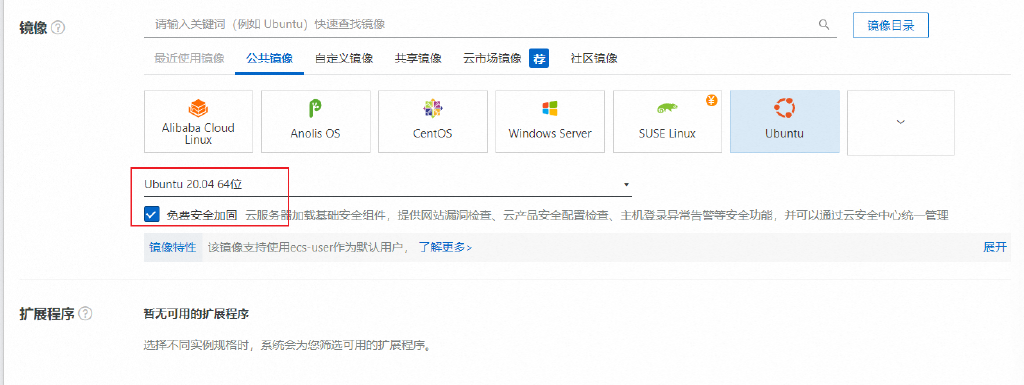 镜像
请输入关键词（例如 Ubuntu）快速查找镜像
镜像目录
最近使用镜像 公共镜像 自定义镜像 共享镜像 云市场镜像 荐 社区镜像
Alibaba Cloud
Linux
Anolis OS
CentOS
Windows Server
SUSE Linux
¥
Ubuntu
Ubuntu 20.04 64位
免费安全加固 云服务器加载基础安全组件，提供网站漏洞检查、云产品安全配置检查、主机登录异常告警等安全功能，并可以通过云安全中心统一管理
镜像特性 该镜像支持使用ecs-user作为默认用户， 了解更多> 展开
扩展程序
暂无可用的扩展程序
选择不同实例规格时，系统会为您筛选可用的扩展程序。